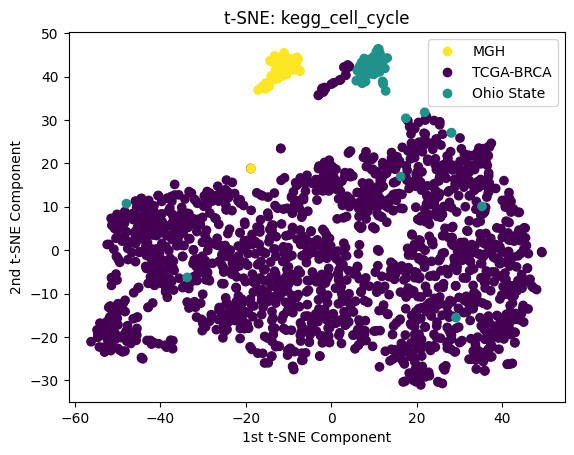 t-SNE: kegg_cell_cycle
MGH
TCGA-BRCA
Ohio State
50
40
30
20
10
0
−10
−20
−30
2nd t-SNE Component
−60
−40
−20
0
20
40
1st t-SNE Component